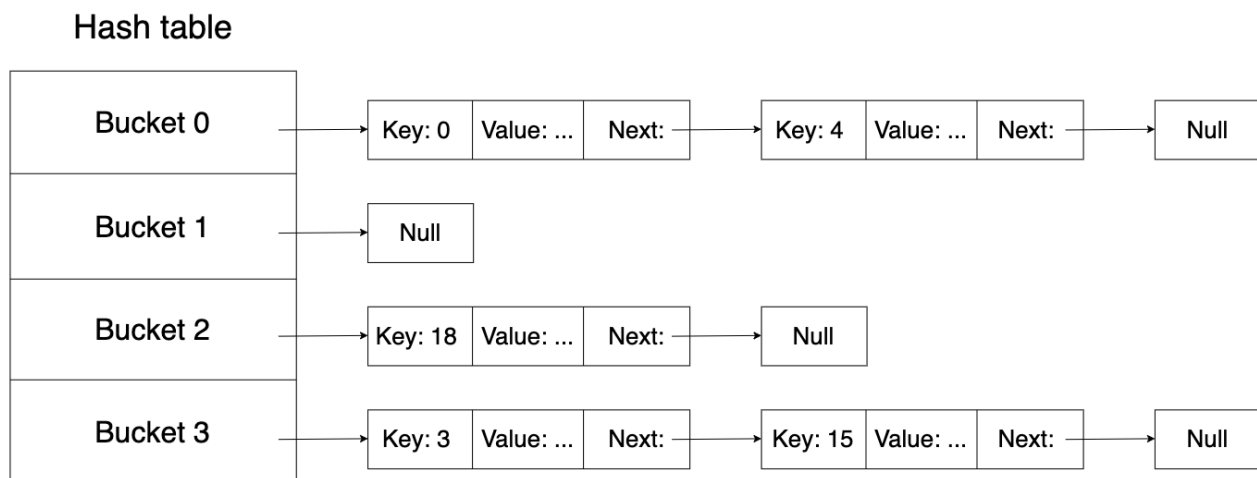 Hash table
Bucket 0
Key: 0 Value: ... Next: Key: 4 Value: ... Next: Null
Bucket 1
Null
Bucket 2
Key: 18 Value: ... Next: Null
Bucket 3
Key: 3 Value: ... Next: Key: 15 Value: ... Next: Null